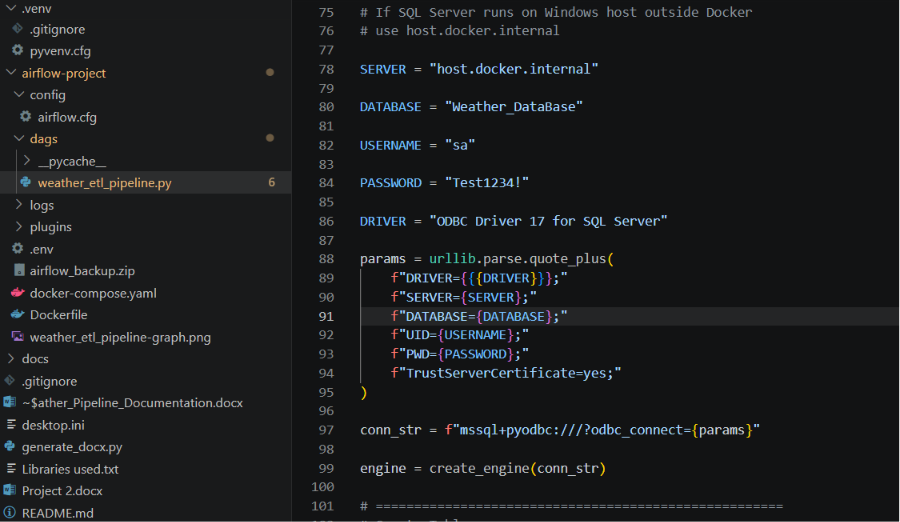 .venv
.gitignore
pyvenv.cfg
airflow-project
config
airflow.cfg
dags
__pycache__
weather_etl_pipeline.py 6
logs
plugins
.env
airflow_backup.zip
docker-compose.yaml
Dockerfile
weather_etl_pipeline-graph.png
docs
.gitignore
~$ather_Pipeline_Documentation.docx
desktop.ini
generate_docx.py
Libraries used.txt
Project 2.docx
README.md
75 # If SQL Server runs on Windows host outside Docker
76 # use host.docker.internal
77
78 SERVER = "host.docker.internal"
79
80 DATABASE = "Weather_DataBase"
81
82 USERNAME = "sa"
83
84 PASSWORD = "Test1234!"
85
86 DRIVER = "ODBC Driver 17 for SQL Server"
87
88 params = urllib.parse.quote_plus(
89 f"DRIVER={{{DRIVER}}};"
90 f"SERVER={SERVER};"
91 f"DATABASE={DATABASE};"
92 f"UID={USERNAME};"
93 f"PWD={PASSWORD};"
94 f"TrustServerCertificate=yes;"
95 )
96
97 conn_str = f"mssql+pyodbc:///?odbc_connect={params}"
98
99 engine = create_engine(conn_str)
100
101 # =====================================================